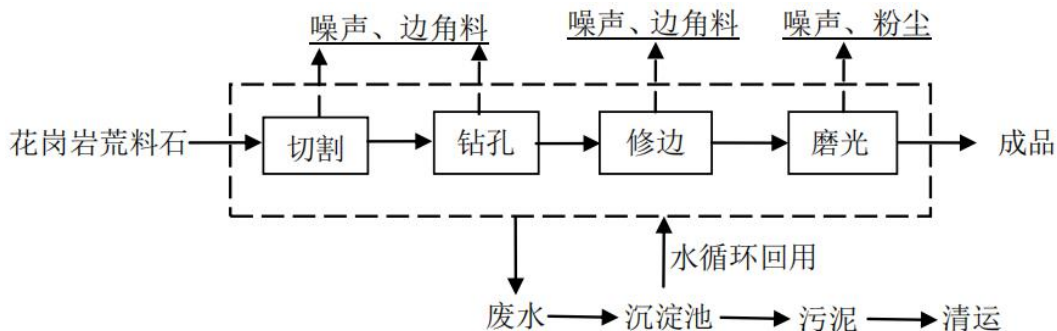 噪声、边角料
噪声、边角料
噪声、粉尘
花岗岩荒料石
切割
钻孔
修边
磨光
成品
水循环回用
废水
沉淀池
污泥
清运